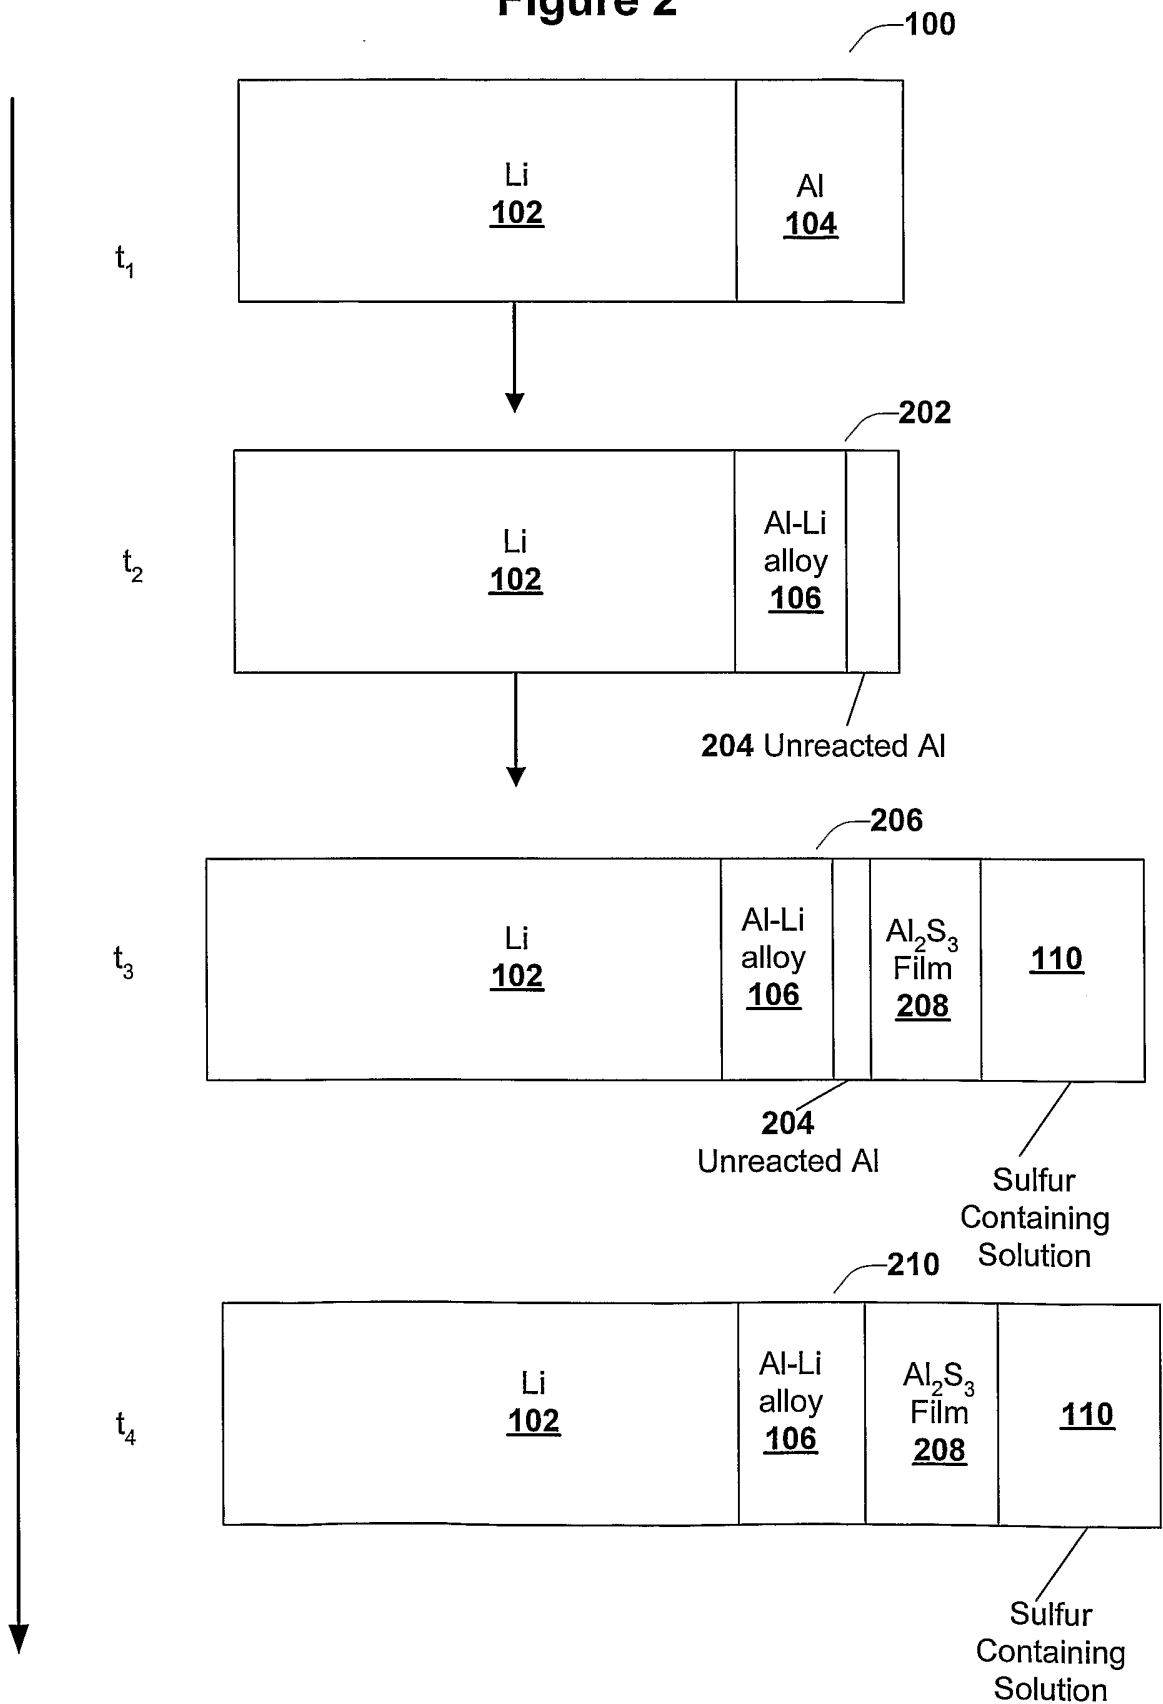 Figure 2
100
Li
102
Al
104
t1
202
Li
102
Al-Li
alloy
106
t2
204 Unreacted Al
206
Li
102
Al-Li
alloy
106
Al2S3
Film
208
110
t3
204
Unreacted Al
Sulfur
Containing
Solution
210
Li
102
Al-Li
alloy
106
Al2S3
Film
208
110
t4
Sulfur
Containing
Solution